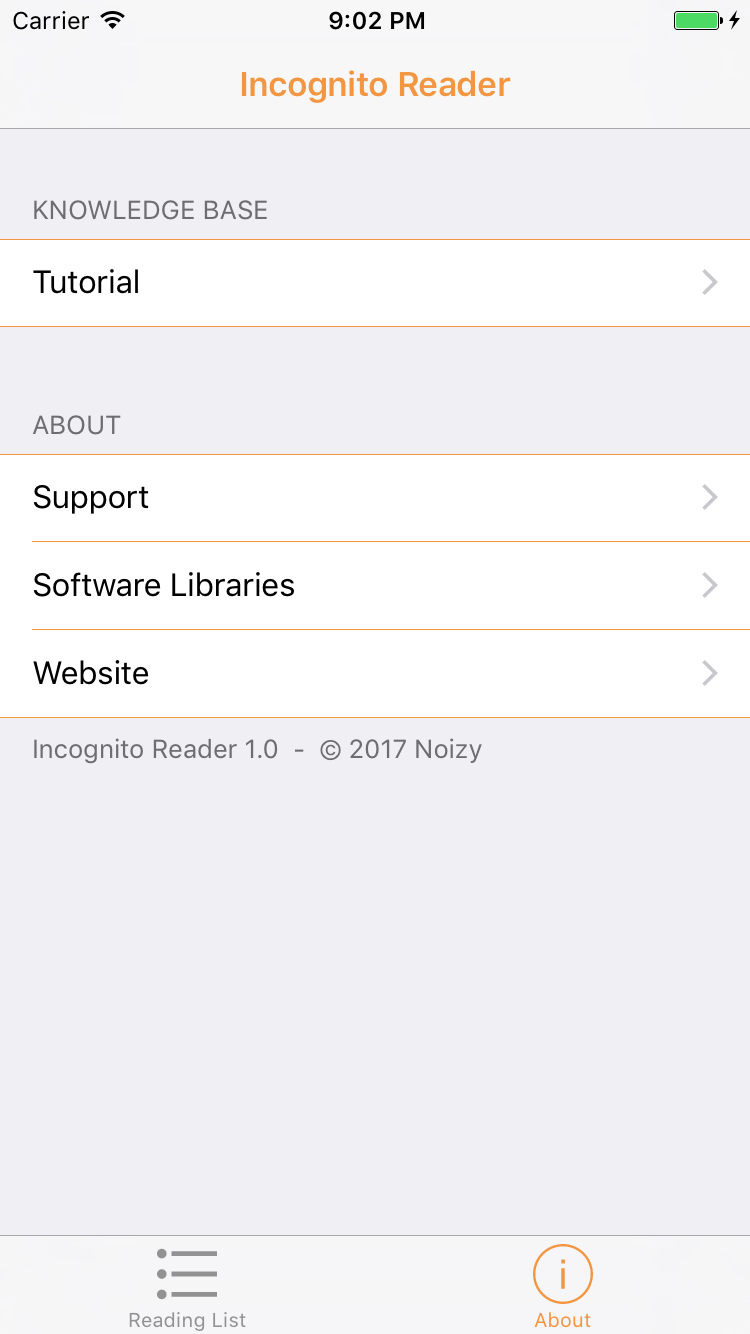 Carrier 9:02 PM
Incognito Reader
KNOWLEDGE BASE
Tutorial
ABOUT
Support
Software Libraries
Website
Incognito Reader 1.0 - © 2017 Noizy
Reading List About